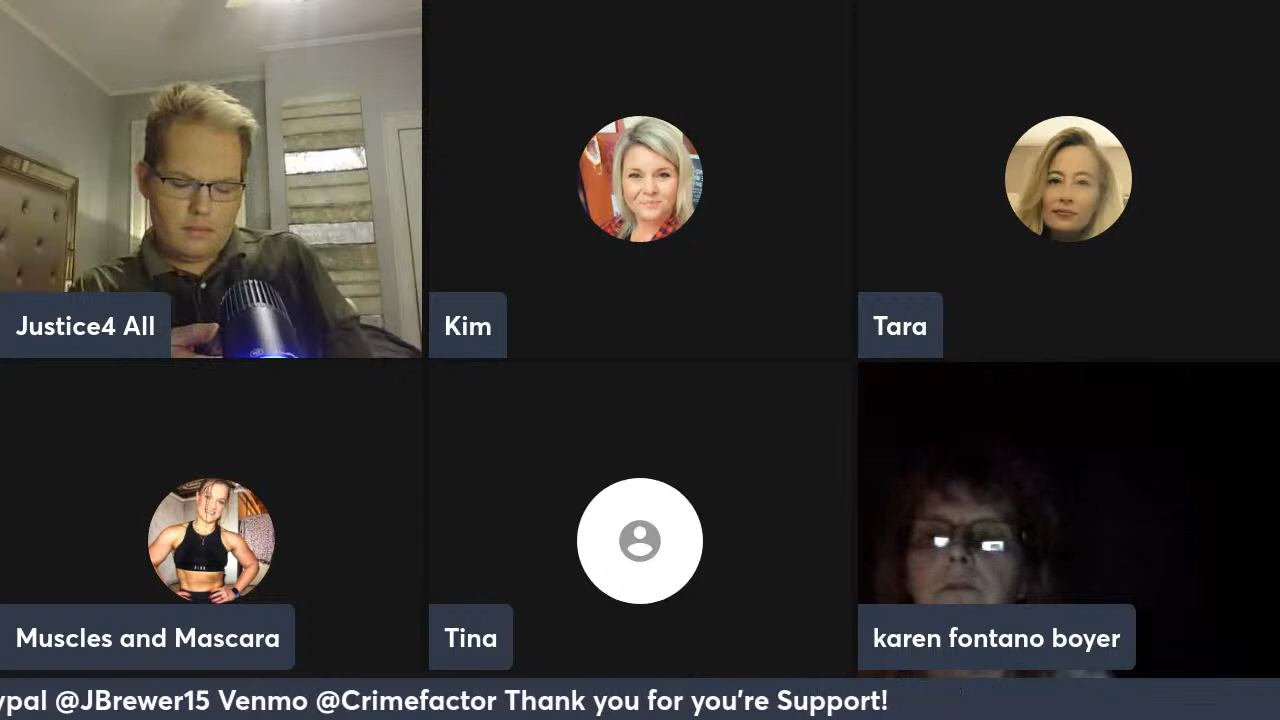 Justice4 All
Kim
Tara
Muscles and Mascara
Tina
karen fontano boyer
ypal @JBrewer15 Venmo @Crimefactor Thank you for you're Support!